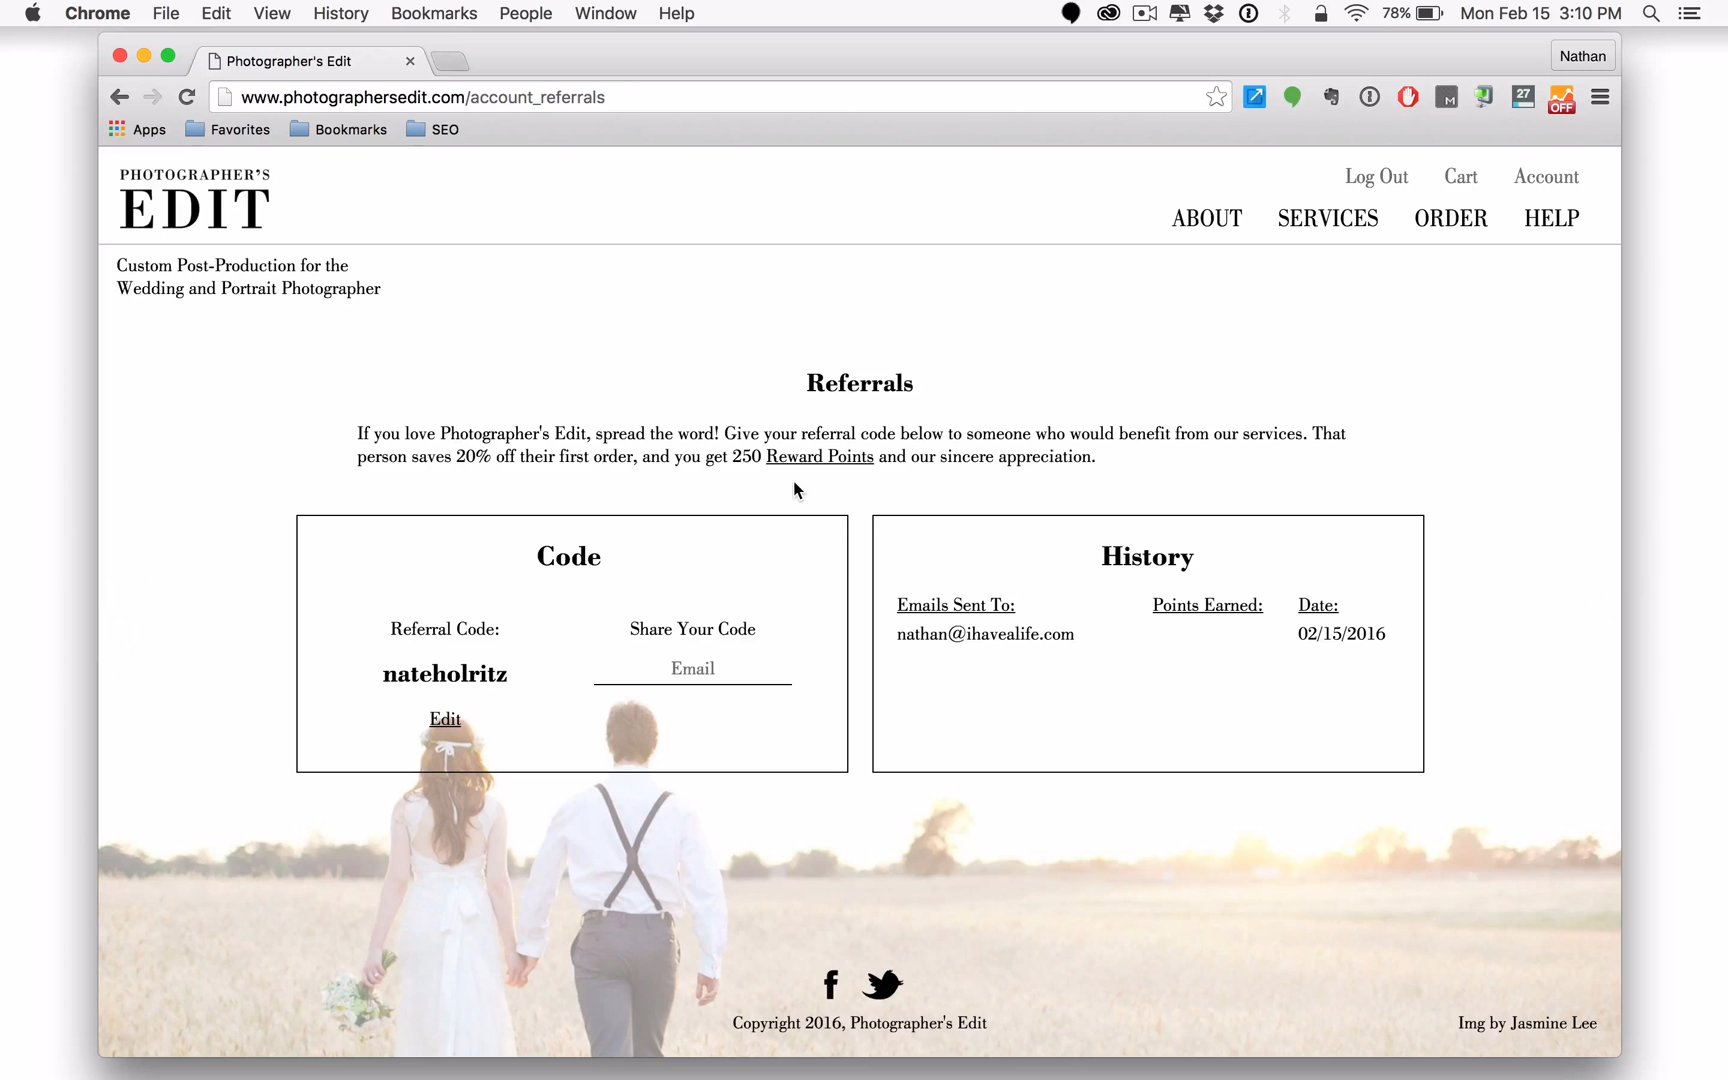 Chrome File Edit View History Bookmarks People Window Help 78% Mon Feb 15 3:10 PM
Photographer's Edit Nathan
www.photographersedit.com/account_referrals M 27 OFF
Apps Favorites Bookmarks SEO
PHOTOGRAPHER'S
EDIT
Log Out Cart Account
ABOUT SERVICES ORDER HELP
Custom Post-Production for the
Wedding and Portrait Photographer
Referrals
If you love Photographer's Edit, spread the word! Give your referral code below to someone who would benefit from our services. That
person saves 20% off their first order, and you get 250 Reward Points and our sincere appreciation.
Code
Referral Code: Share Your Code
nateholritz Email
Edit
History
Emails Sent To: Points Earned: Date:
nathan@ihavealife.com 02/15/2016
Copyright 2016, Photographer's Edit
Img by Jasmine Lee